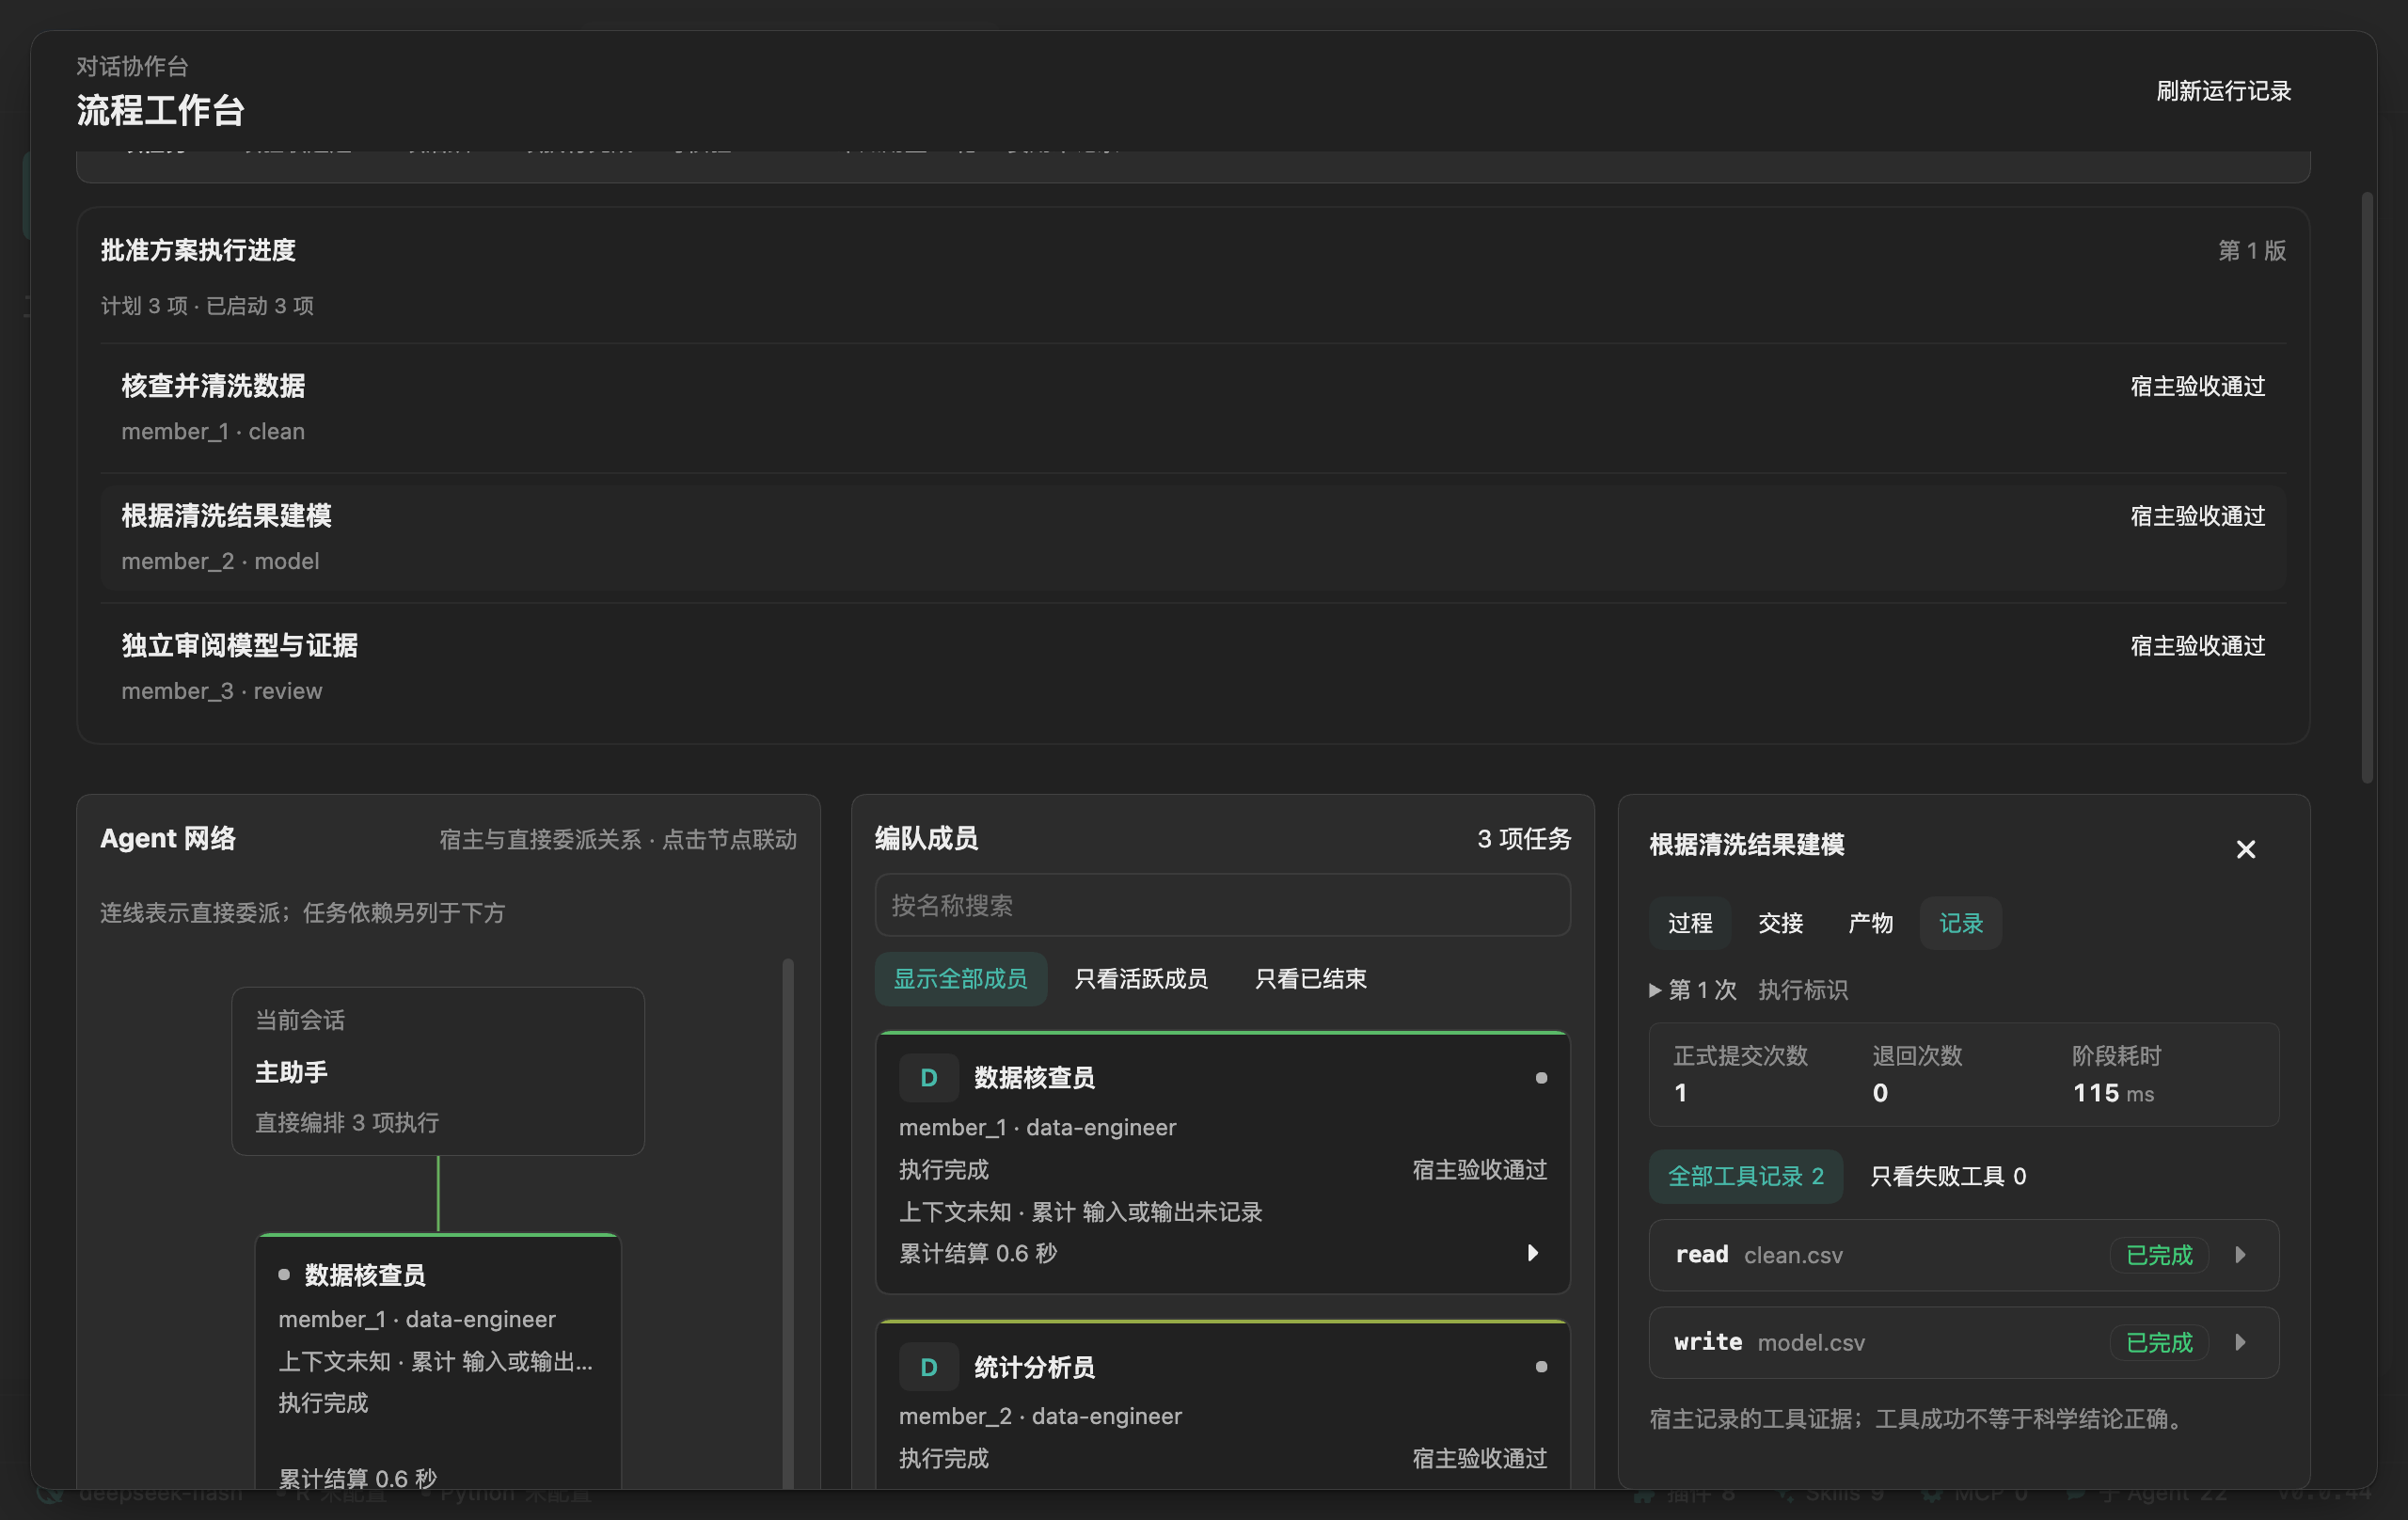 对话协作台
流程工作台
刷新运行记录
批准方案执行进度
第 1 版
计划 3 项 · 已启动 3 项
核查并清洗数据
宿主验收通过
member_1 · clean
根据清洗结果建模
宿主验收通过
member_2 · model
独立审阅模型与证据
宿主验收通过
member_3 · review
Agent 网络
宿主与直接委派关系 · 点击节点联动
连线表示直接委派；任务依赖另列于下方
当前会话
主助手
直接编排 3 项执行
数据核查员
member_1 · data-engineer
上下文未知 · 累计 输入或输出...
执行完成
累计结算 0.6 秒
编队成员
3 项任务
按名称搜索
显示全部成员
只看活跃成员
只看已结束
D
数据核查员
member_1 · data-engineer
执行完成
宿主验收通过
上下文未知 · 累计 输入或输出未记录
累计结算 0.6 秒
D
统计分析员
member_2 · data-engineer
执行完成
宿主验收通过
根据清洗结果建模
过程
交接
产物
记录
第 1 次 执行标识
正式提交次数
退回次数
阶段耗时
1
0
115 ms
全部工具记录 2
只看失败工具 0
read clean.csv
已完成
write model.csv
已完成
宿主记录的工具证据；工具成功不等于科学结论正确。
插件 8
Skills 9
MCP 0
子 Agent 22